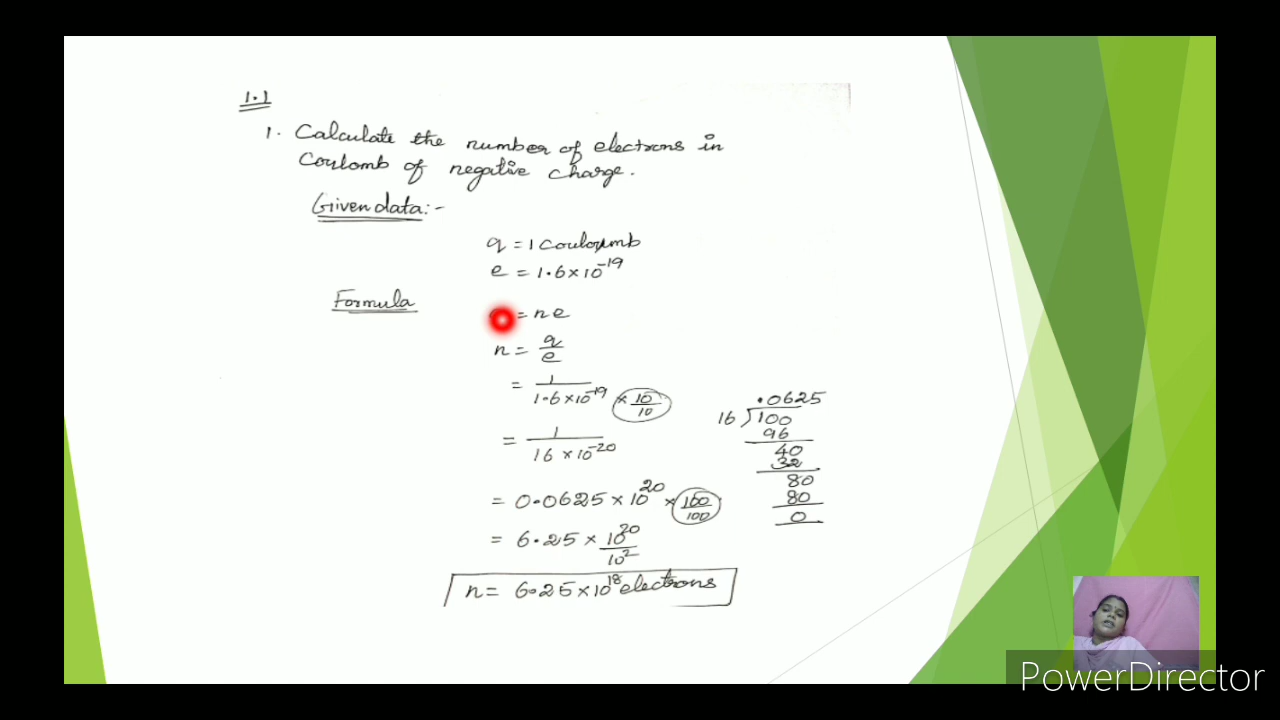 1.1
1. Calculate the number of electrons in
Coulomb of negative charge.
Given data:-
q = 1 Couloumb
e = 1.6 × 10⁻¹⁹
Formula
= ne
n = q/e
= 1/1.6 × 10⁻¹⁹ × 10/10
= 1/16 × 10⁻²⁰
= 0.0625 × 10²⁰ × 100/100
= 6.25 × 10²⁰/10²
n = 6.25 × 10¹⁸ electrons
.0625
16 ) 100
96
40
32
80
80
0
PowerDirector